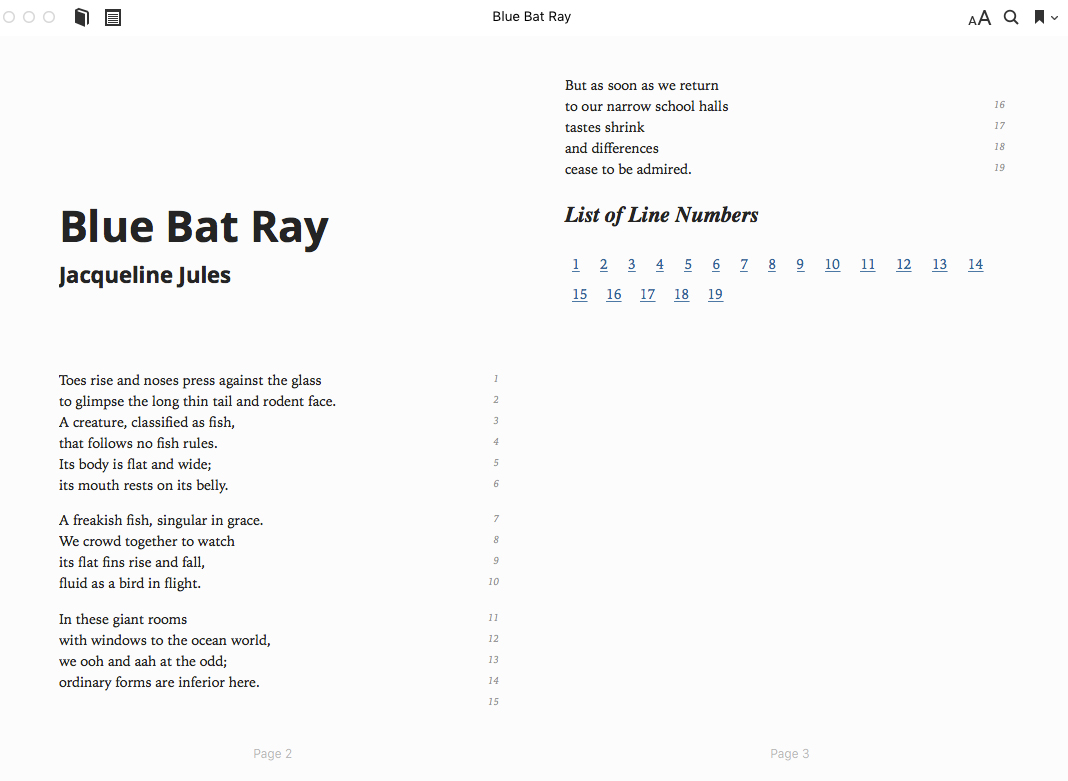 Blue Bat Ray
AA
Blue Bat Ray
Jacqueline Jules
Toes rise and noses press against the glass 1
to glimpse the long thin tail and rodent face. 2
A creature, classified as fish, 3
that follows no fish rules. 4
Its body is flat and wide; 5
its mouth rests on its belly. 6
A freakish fish, singular in grace. 7
We crowd together to watch 8
its flat fins rise and fall, 9
fluid as a bird in flight. 10
In these giant rooms 11
with windows to the ocean world, 12
we ooh and aah at the odd; 13
ordinary forms are inferior here. 14
15
Page 2
But as soon as we return
to our narrow school halls 16
tastes shrink 17
and differences 18
cease to be admired. 19
List of Line Numbers
1 2 3 4 5 6 7 8 9 10 11 12 13 14
15 16 17 18 19
Page 3